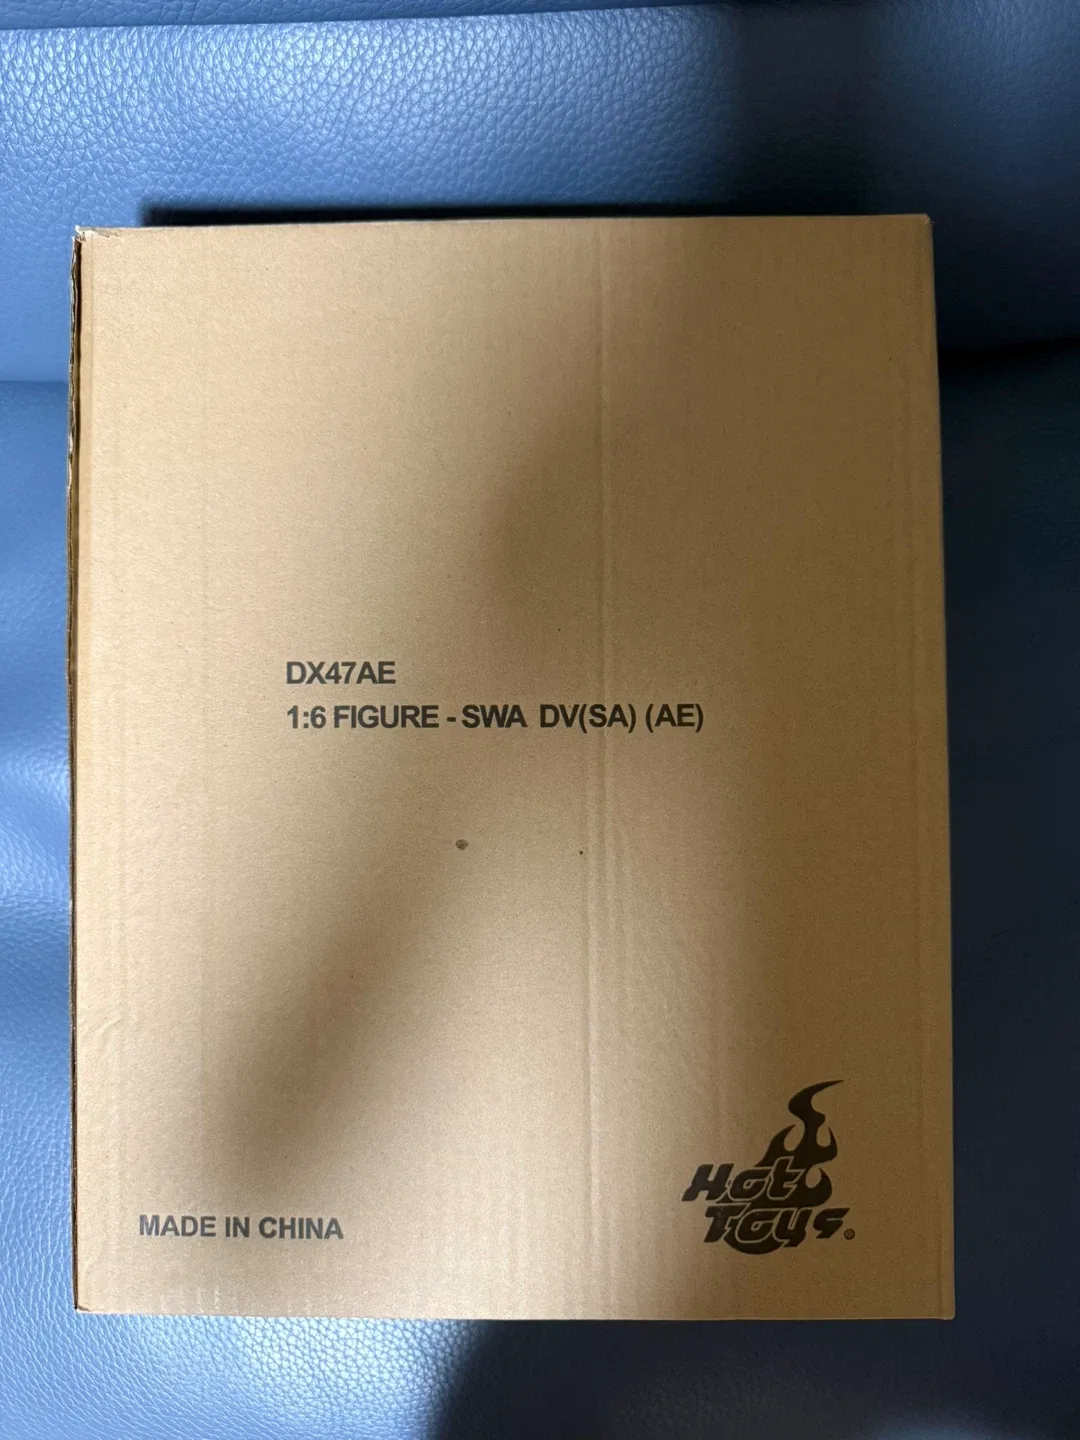 DX47AE
1:6 FIGURE - SWA DV(SA) (AE)
Hot
Toys®
MADE IN CHINA